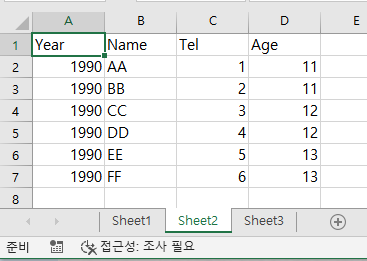 A B C D E
1 Year Name Tel Age
2 1990 AA 1 11
3 1990 BB 2 11
4 1990 CC 3 12
5 1990 DD 4 12
6 1990 EE 5 13
7 1990 FF 6 13
8
Sheet1 Sheet2 Sheet3
준비 접근성: 조사 필요